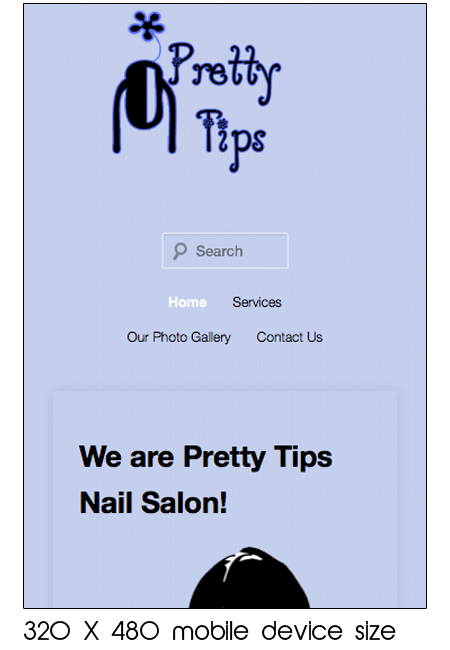 Pretty
Tips
Search
Home Services
Our Photo Gallery Contact Us
We are Pretty Tips
Nail Salon!
320 X 480 mobile device size